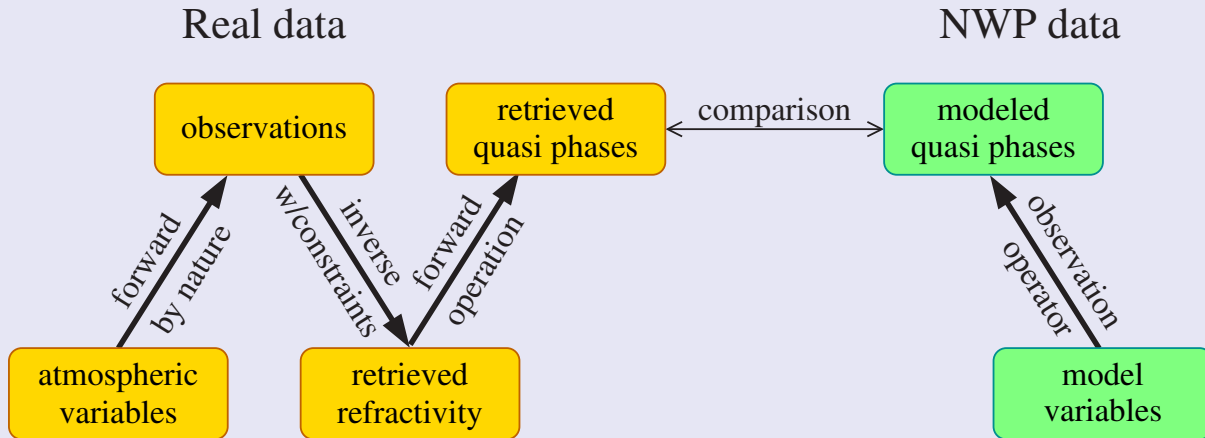 Real data
NWP data
observations
retrieved
quasi phases
comparison
modeled
quasi phases
forward
by nature
inverse
w/constraints
forward
operation
observation
operator
atmospheric
variables
retrieved
refractivity
model
variables